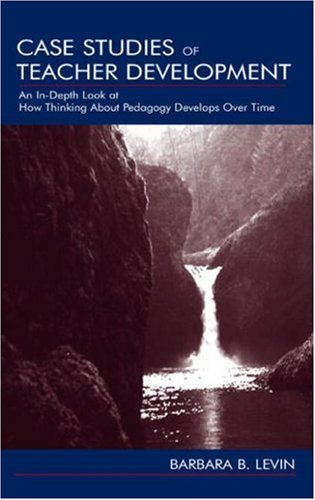 CASE STUDIES OF
TEACHER DEVELOPMENT
An In-Depth Look at
How Thinking About Pedagogy Develops Over Time
BARBARA B. LEVIN